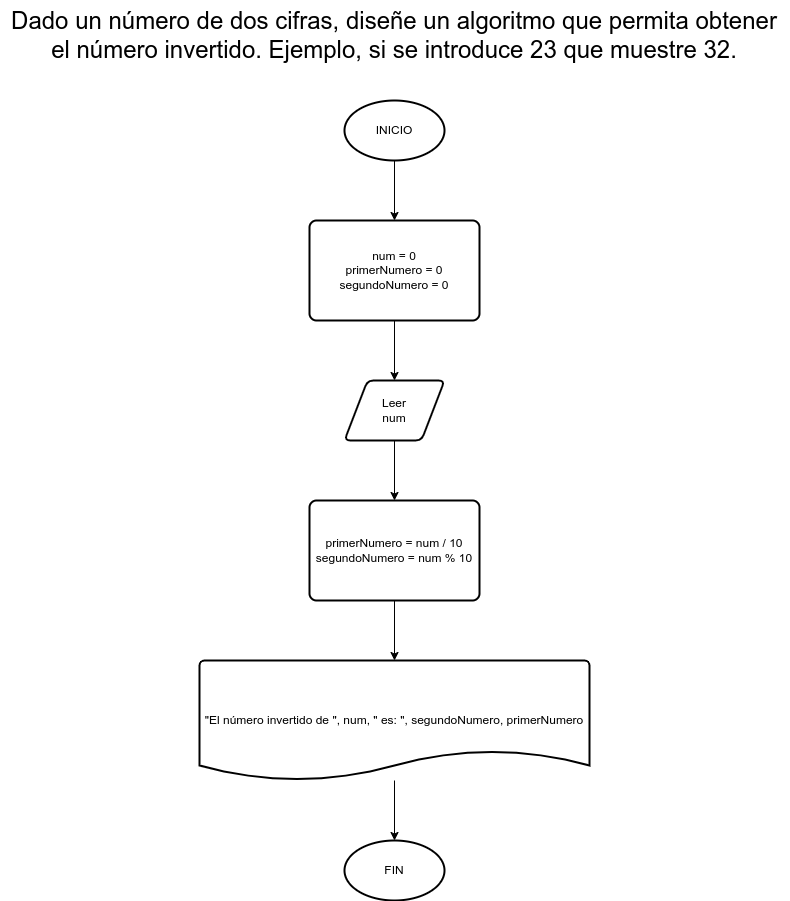 Dado un número de dos cifras, diseñe un algoritmo que permita obtener
el número invertido. Ejemplo, si se introduce 23 que muestre 32.
INICIO
num = 0
primerNumero = 0
segundoNumero = 0
Leer
num
primerNumero = num / 10
segundoNumero = num % 10
"El número invertido de ", num, " es: ", segundoNumero, primerNumero
FIN